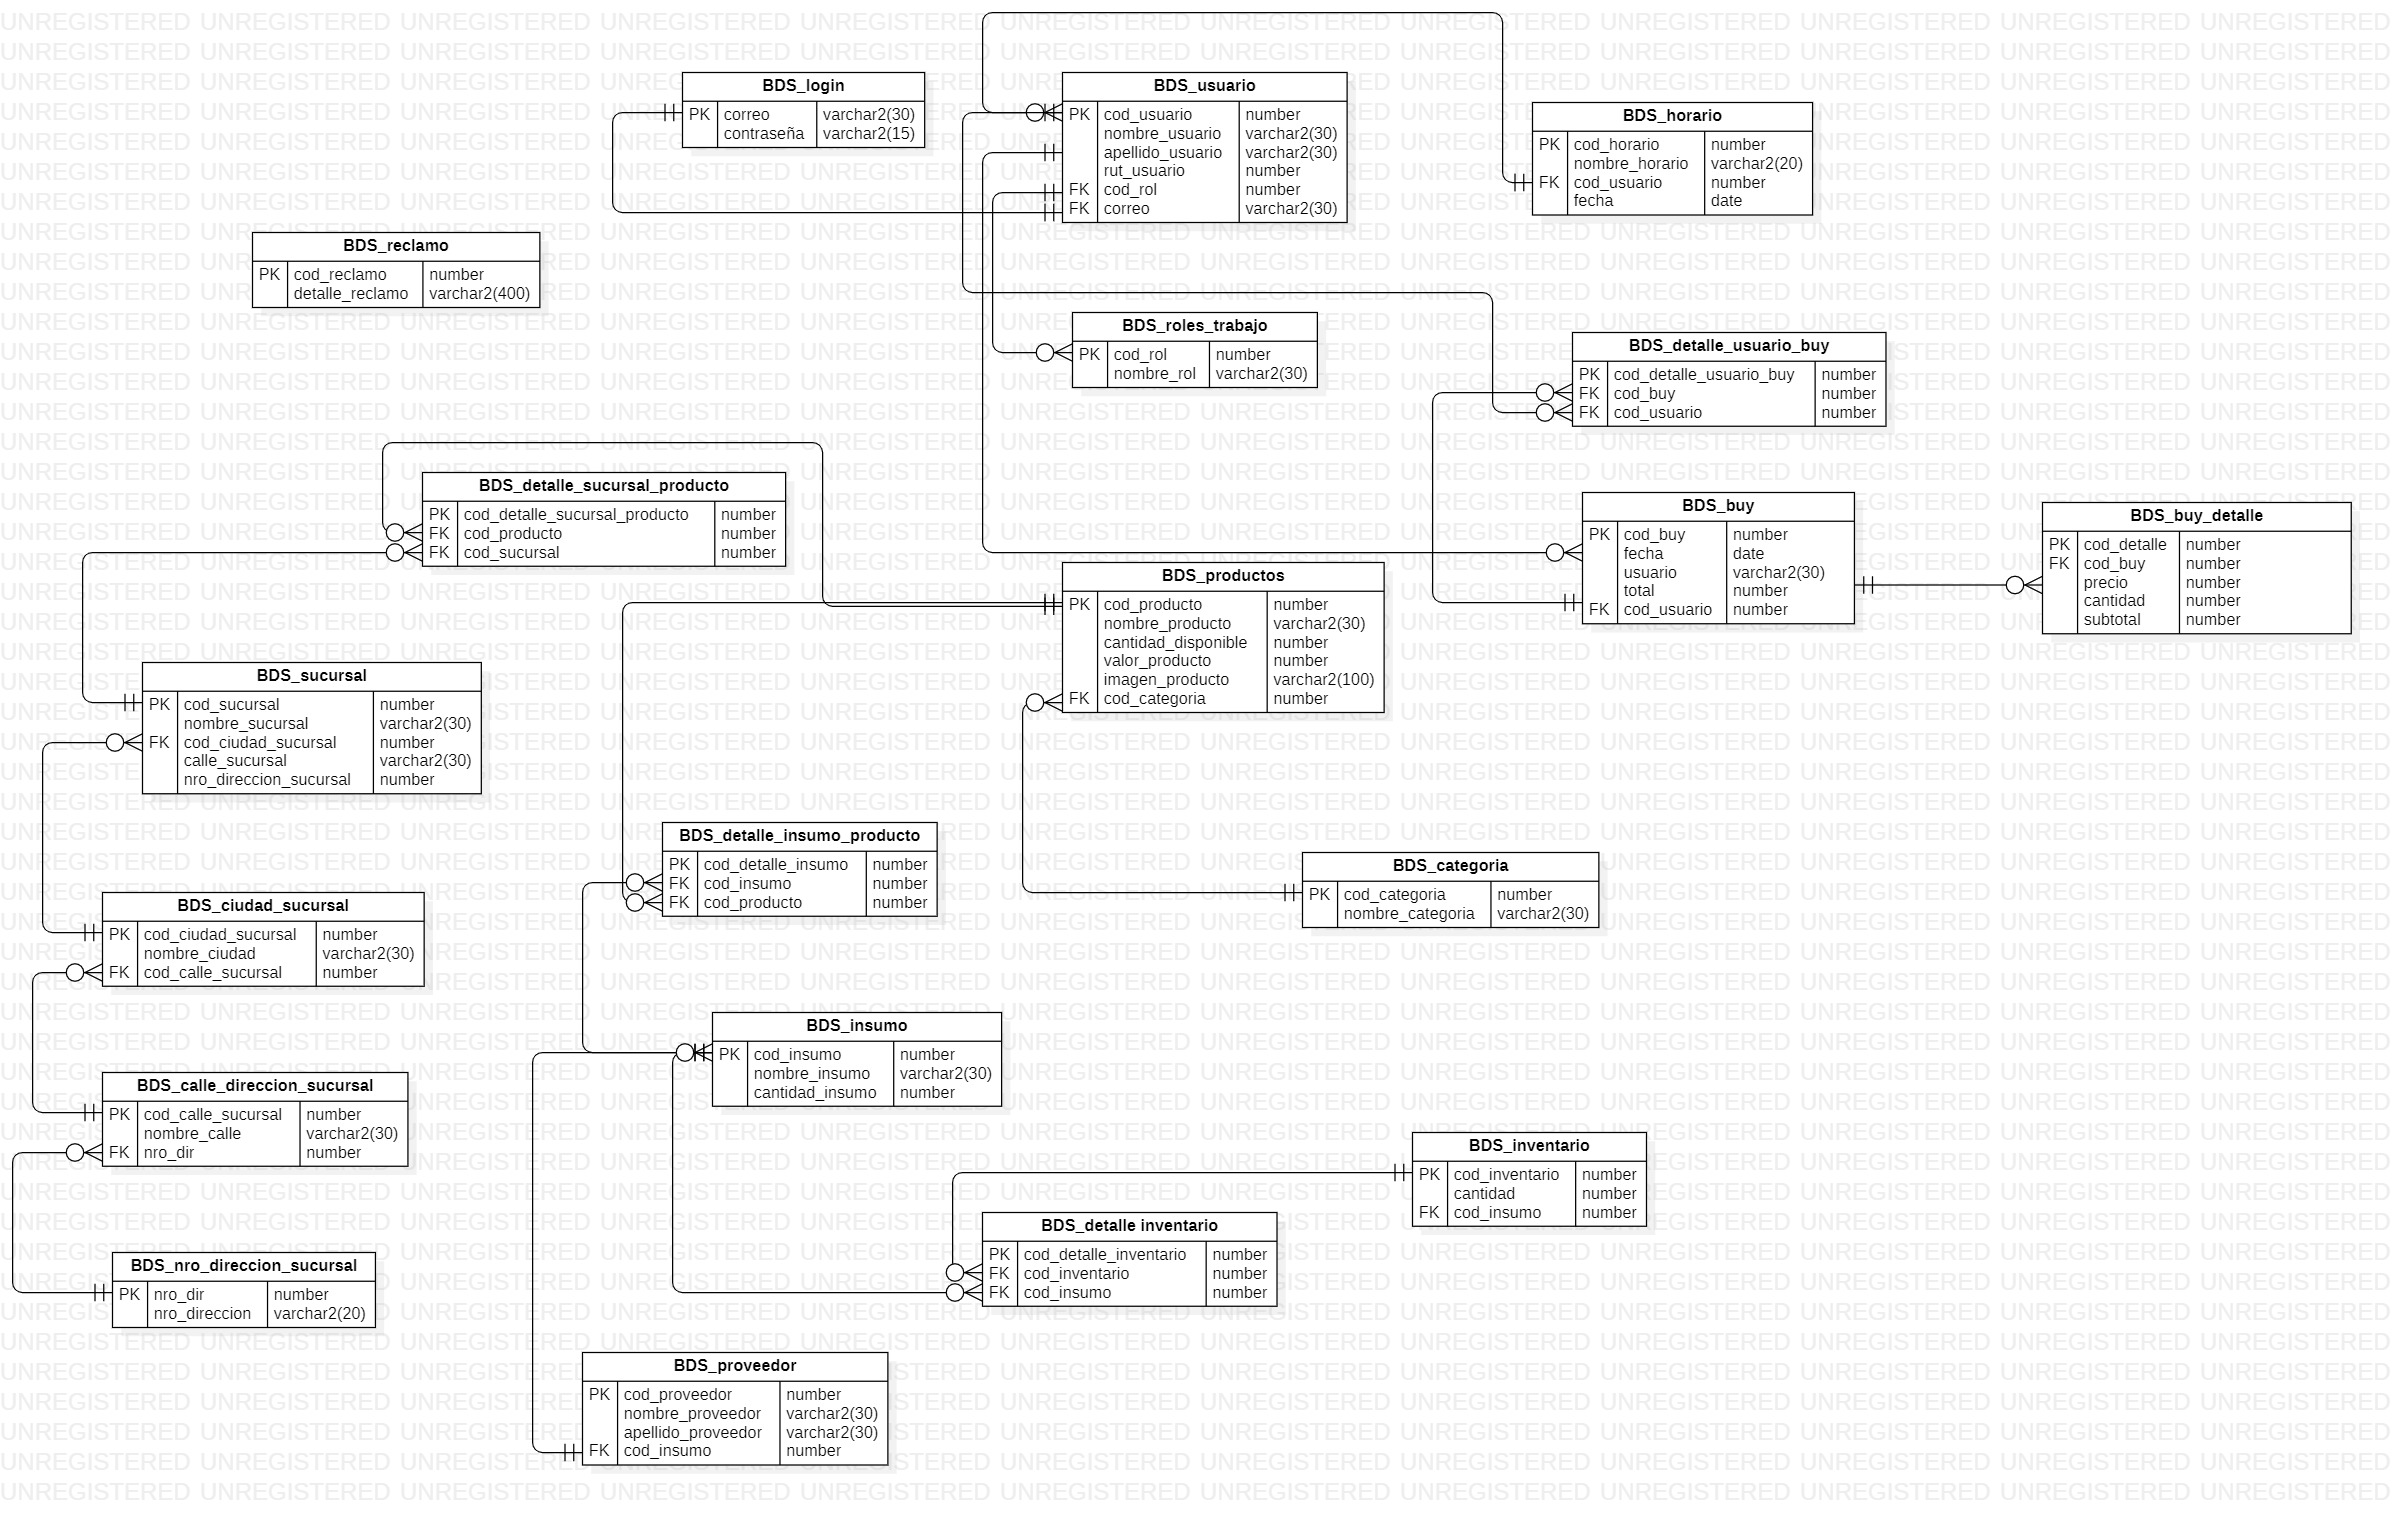 BDS_login
PK correo varchar2(30)
contraseña varchar2(15)
BDS_usuario
PK cod_usuario number
nombre_usuario varchar2(30)
apellido_usuario varchar2(30)
rut_usuario number
FK cod_rol number
FK correo varchar2(30)
BDS_horario
PK cod_horario number
nombre_horario varchar2(20)
FK cod_usuario number
fecha date
BDS_reclamo
PK cod_reclamo number
detalle_reclamo varchar2(400)
BDS_roles_trabajo
PK cod_rol number
nombre_rol varchar2(30)
BDS_detalle_usuario_buy
PK cod_detalle_usuario_buy number
FK cod_buy number
FK cod_usuario number
BDS_detalle_sucursal_producto
PK cod_detalle_sucursal_producto number
FK cod_producto number
FK cod_sucursal number
BDS_buy
PK cod_buy number
fecha date
usuario varchar2(30)
total number
FK cod_usuario number
BDS_buy_detalle
PK cod_detalle number
FK cod_buy number
precio number
cantidad number
subtotal number
BDS_productos
PK cod_producto number
nombre_producto varchar2(30)
cantidad_disponible number
valor_producto number
imagen_producto varchar2(100)
FK cod_categoria number
BDS_sucursal
PK cod_sucursal number
nombre_sucursal varchar2(30)
FK cod_ciudad_sucursal number
calle_sucursal varchar2(30)
nro_direccion_sucursal number
BDS_detalle_insumo_producto
PK cod_detalle_insumo number
FK cod_insumo number
FK cod_producto number
BDS_categoria
PK cod_categoria number
nombre_categoria varchar2(30)
BDS_ciudad_sucursal
PK cod_ciudad_sucursal number
nombre_ciudad varchar2(30)
FK cod_calle_sucursal number
BDS_insumo
PK cod_insumo number
nombre_insumo varchar2(30)
cantidad_insumo number
BDS_calle_direccion_sucursal
PK cod_calle_sucursal number
nombre_calle varchar2(30)
FK nro_dir number
BDS_inventario
PK cod_inventario number
cantidad number
FK cod_insumo number
BDS_detalle inventario
PK cod_detalle_inventario number
FK cod_inventario number
FK cod_insumo number
BDS_nro_direccion_sucursal
PK nro_dir number
nro_direccion varchar2(20)
BDS_proveedor
PK cod_proveedor number
nombre_proveedor varchar2(30)
apellido_proveedor varchar2(30)
FK cod_insumo number
UNREGISTERED